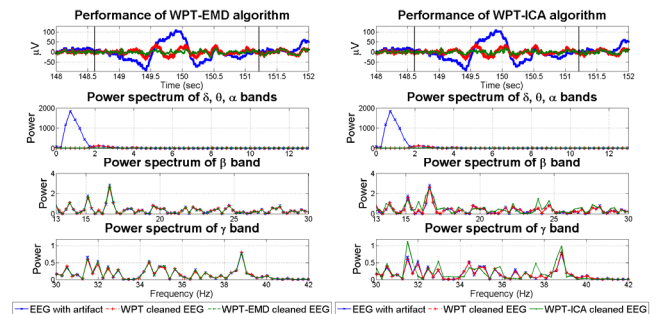 Performance of WPT-EMD algorithm
μV
100
50
0
-50
148 148.5 149 149.5 150 150.5 151 151.5 152
Time (sec)
Power spectrum of δ, θ, α bands
Power
2000
1000
0
0 2 4 6 8 10 12
Power spectrum of β band
Power
4
2
0
13 15 20 25 30
Power spectrum of γ band
Power
1
0.5
0
30 32 34 36 38 40 42
Frequency (Hz)
EEG with artifact WPT cleaned EEG WPT-EMD cleaned EEG
Performance of WPT-ICA algorithm
μV
100
50
0
-50
148 148.5 149 149.5 150 150.5 151 151.5 152
Time (sec)
Power spectrum of δ, θ, α bands
Power
2000
1000
0
0 2 4 6 8 10 12
Power spectrum of β band
Power
4
2
0
13 15 20 25 30
Power spectrum of γ band
Power
1
0.5
0
30 32 34 36 38 40 42
Frequency (Hz)
EEG with artifact WPT cleaned EEG WPT-ICA cleaned EEG